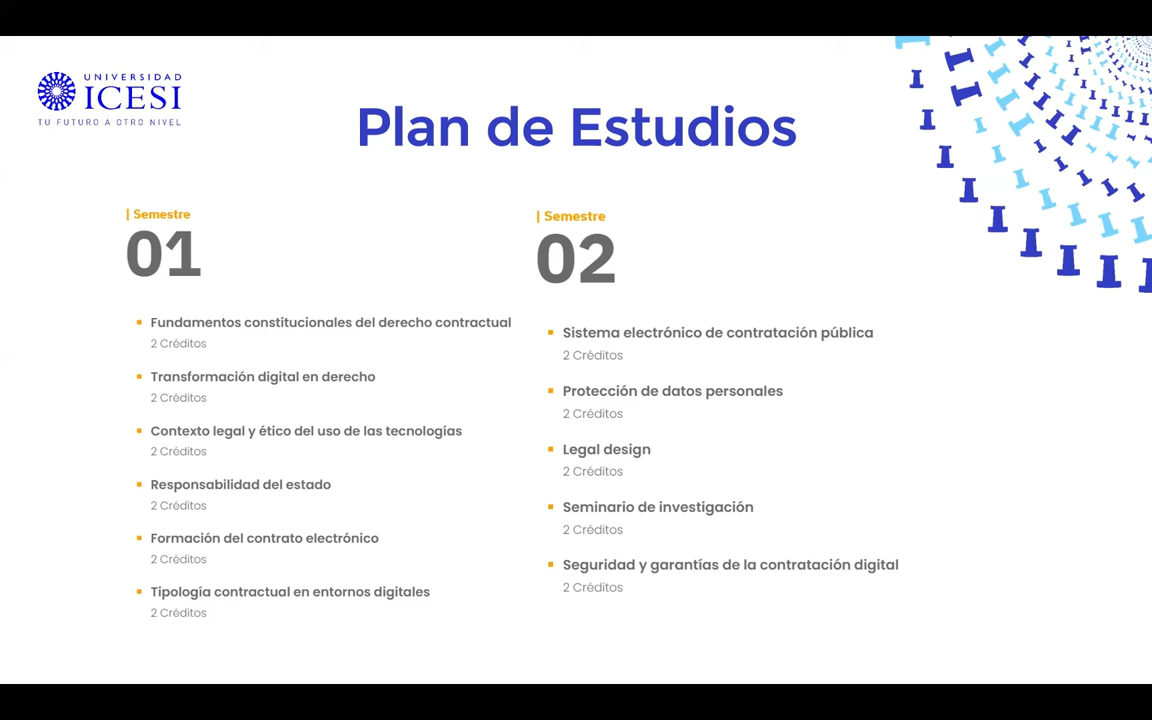 UNIVERSIDAD
ICESI
TU FUTURO A OTRO NIVEL
Plan de Estudios
| Semestre
01
Fundamentos constitucionales del derecho contractual
2 Créditos
Transformación digital en derecho
2 Créditos
Contexto legal y ético del uso de las tecnologías
2 Créditos
Responsabilidad del estado
2 Créditos
Formación del contrato electrónico
2 Créditos
Tipología contractual en entornos digitales
2 Créditos
| Semestre
02
Sistema electrónico de contratación pública
2 Créditos
Protección de datos personales
2 Créditos
Legal design
2 Créditos
Seminario de investigación
2 Créditos
Seguridad y garantías de la contratación digital
2 Créditos